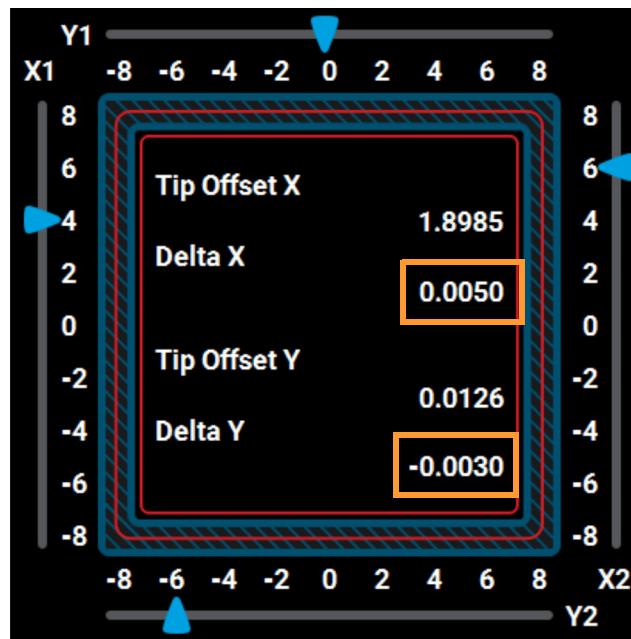 Y1
X1 -8 -6 -4 -2 0 2 4 6 8
8 8
6 6
Tip Offset X
4 1.8985 4
Delta X
2 0.0050 2
0 0
Tip Offset Y
-2 -2
0.0126
-4 Delta Y -4
-0.0030
-6 -6
-8 -8
-8 -6 -4 -2 0 2 4 6 8 X2
Y2